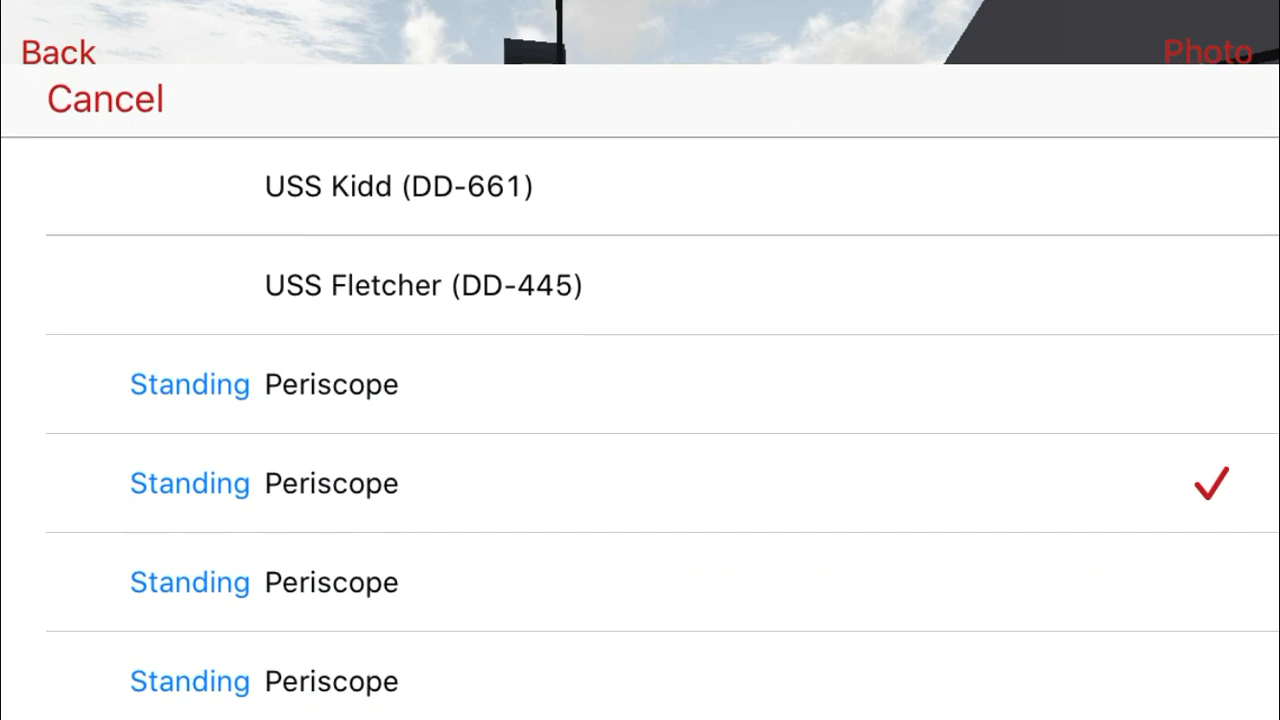 Back
Photo
Cancel
USS Kidd (DD-661)
USS Fletcher (DD-445)
Standing Periscope
Standing Periscope
Standing Periscope
Standing Periscope